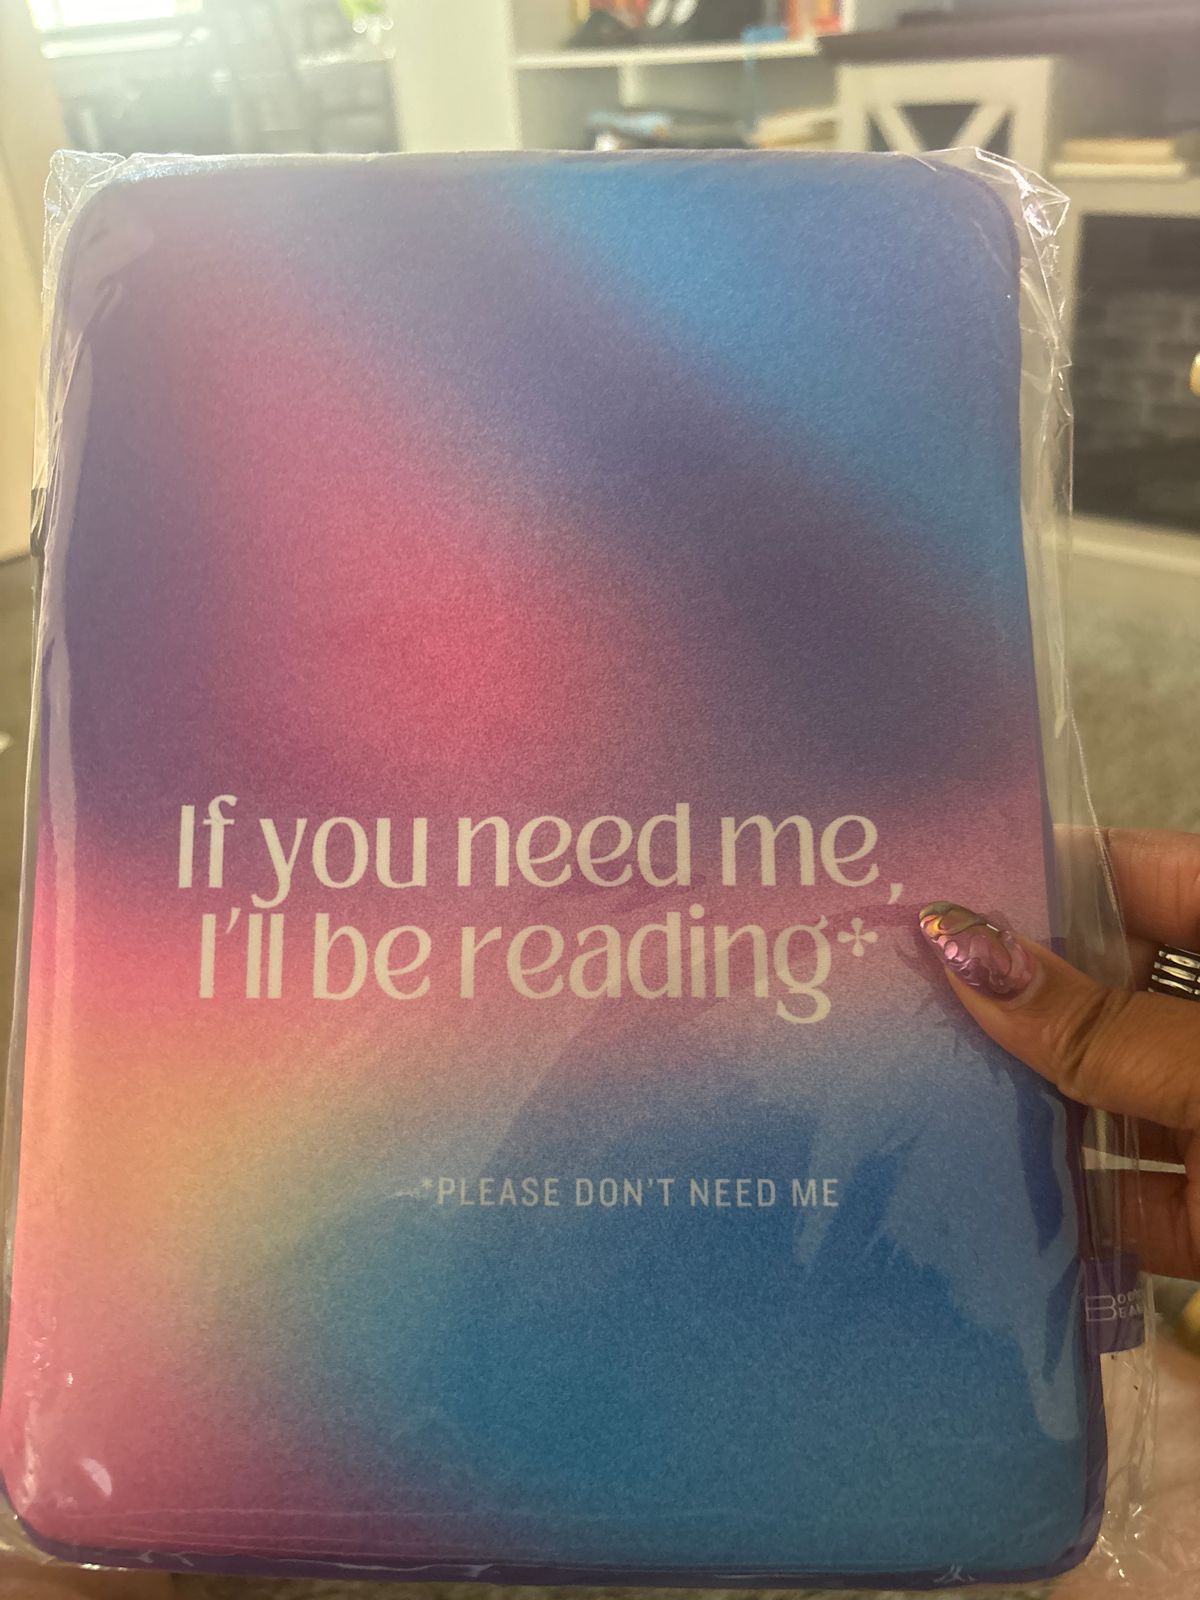 If you need me,
I'll be reading*
*PLEASE DON'T NEED ME